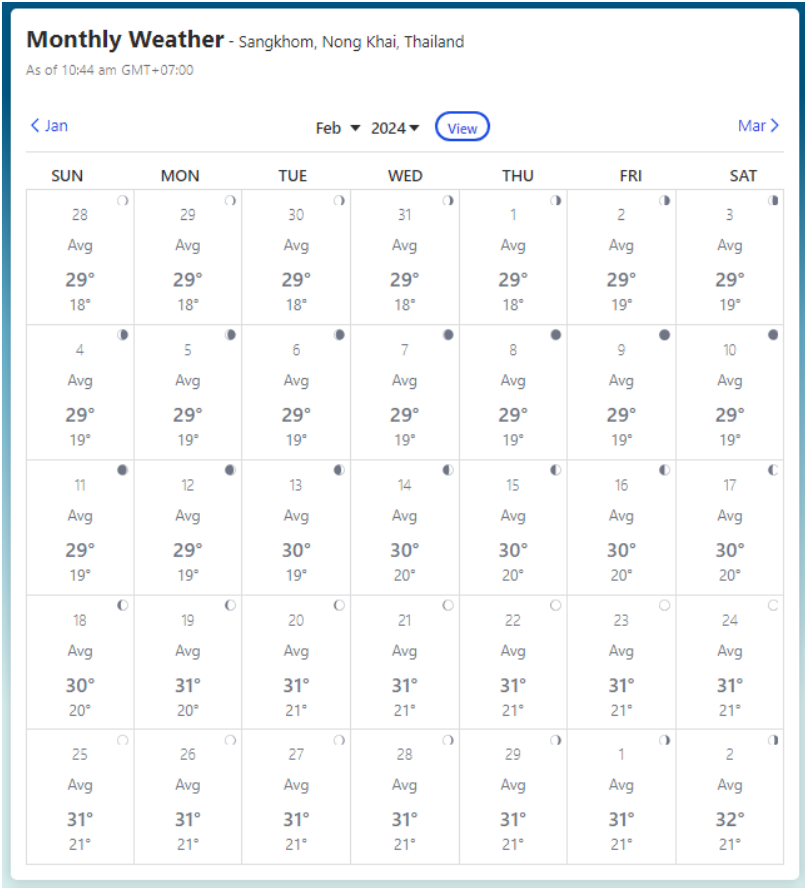 Monthly Weather - Sangkhom, Nong Khai, Thailand
As of 10:44 am GMT+07:00
Jan Feb 2024 View Mar
SUN MON TUE WED THU FRI SAT
28 29 30 31 1 2 3
Avg Avg Avg Avg Avg Avg Avg
29° 29° 29° 29° 29° 29° 29°
18° 18° 18° 18° 18° 19° 19°
4 5 6 7 8 9 10
Avg Avg Avg Avg Avg Avg Avg
29° 29° 29° 29° 29° 29° 29°
19° 19° 19° 19° 19° 19° 19°
11 12 13 14 15 16 17
Avg Avg Avg Avg Avg Avg Avg
29° 29° 30° 30° 30° 30° 30°
19° 19° 19° 20° 20° 20° 20°
18 19 20 21 22 23 24
Avg Avg Avg Avg Avg Avg Avg
30° 31° 31° 31° 31° 31° 31°
20° 20° 21° 21° 21° 21° 21°
25 26 27 28 29 1 2
Avg Avg Avg Avg Avg Avg Avg
31° 31° 31° 31° 31° 31° 32°
21° 21° 21° 21° 21° 21° 21°